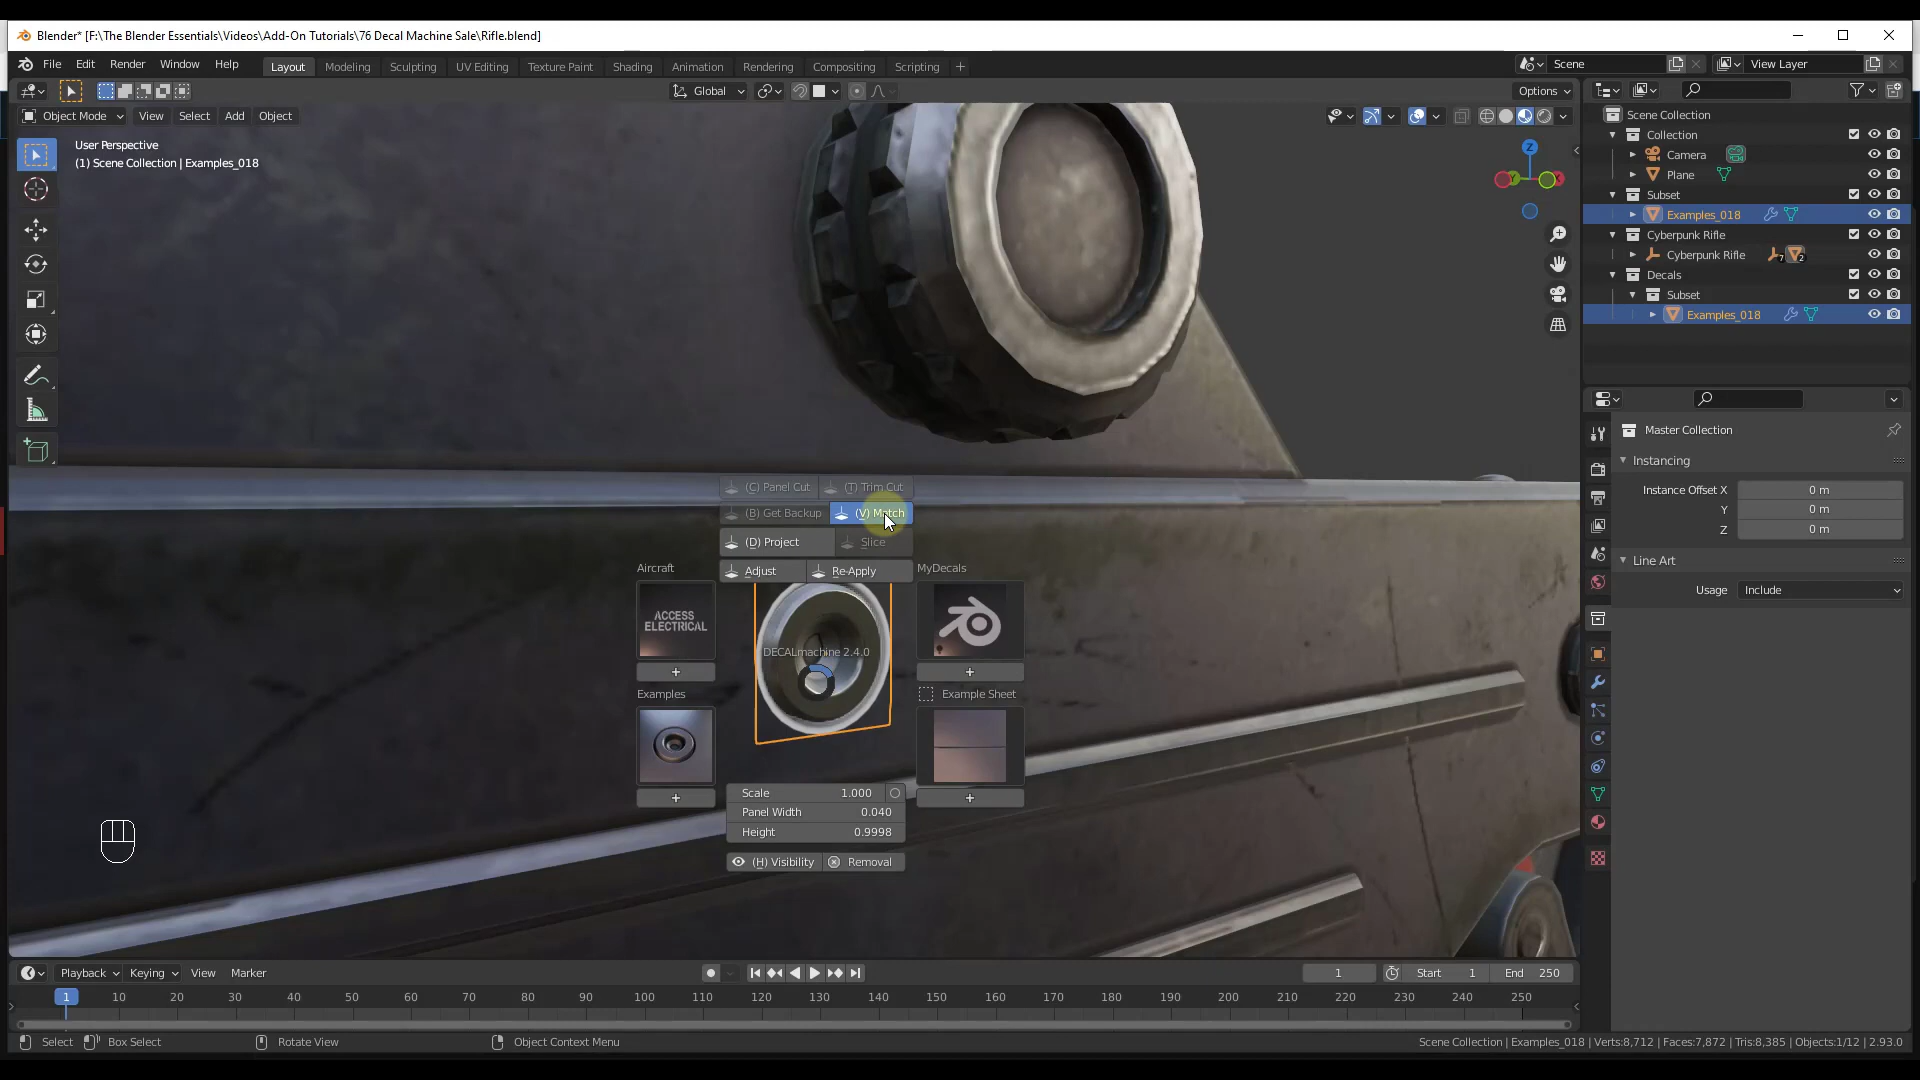 Blender* [F:\The Blender Essentials\Videos\Add-On Tutorials\76 Decal Machine Sale\Rifle.blend]
File Edit Render Window Help Layout Modeling Sculpting UV Editing Texture Paint Shading Animation Rendering Compositing Scripting + Scene View Layer
Global Options
Object Mode View Select Add Object
User Perspective
(1) Scene Collection | Examples_018
Z
Y
X
Scene Collection
Collection
Camera
Plane
Subset
Examples_018
Cyberpunk Rifle
Cyberpunk Rifle 7 2
Decals
Subset
Examples_018
Master Collection
Instancing
Instance Offset X 0 m
Y 0 m
Z 0 m
Line Art
Usage Include
(C) Panel Cut (T) Trim Cut
(B) Get Backup (V) Match
(D) Project Slice
Adjust Re-Apply
Aircraft MyDecals
ACCESS
ELECTRICAL
DECALmachine 2.4.0
+ +
Examples Example Sheet
+ +
Scale 1.000
Panel Width 0.040
Height 0.9998
(H) Visibility Removal
Playback Keying View Marker 1 Start 1 End 250
1 10 20 30 40 50 60 70 80 90 100 110 120 130 140 150 160 170 180 190 200 210 220 230 240 250
Select Box Select Rotate View Object Context Menu Scene Collection | Examples_018 | Verts:8,712 | Faces:7,872 | Tris:8,385 | Objects:1/12 | 2.93.0